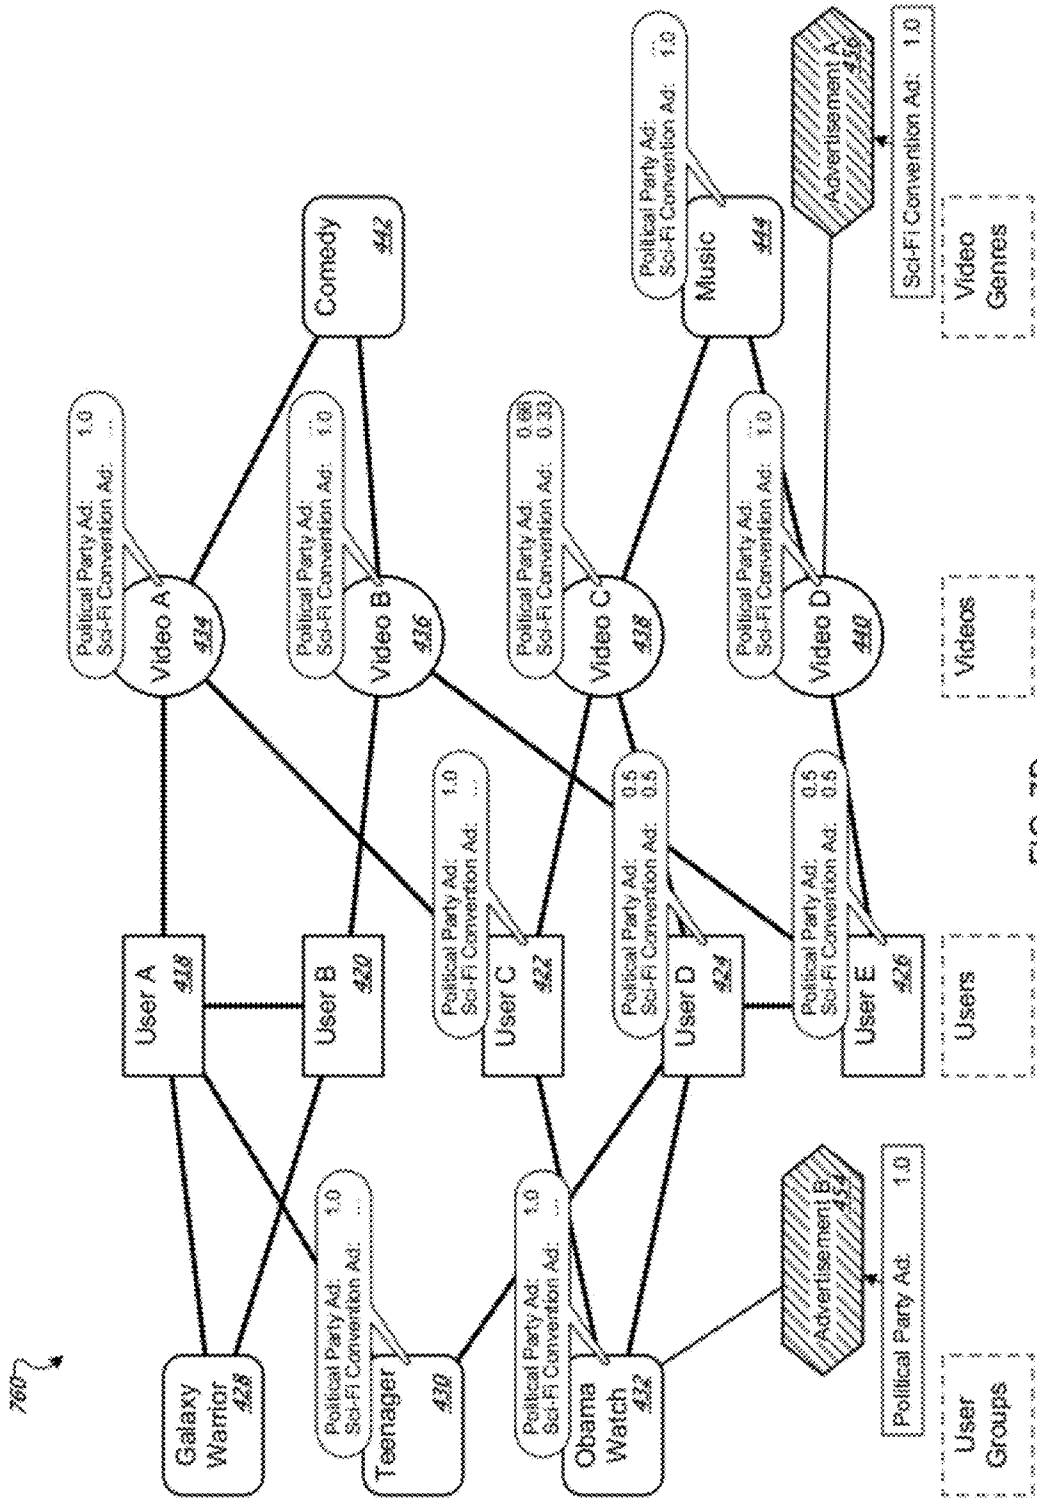 760
Galaxy
Warrior
428
Political Party Ad: 1.0
Sci-Fi Convention Ad: ...
Teenager
430
Political Party Ad: 1.0
Sci-Fi Convention Ad: ...
Obama
Watch
432
Advertisement B
454
Political Party Ad: 1.0
User
Groups
User A
418
User B
420
Political Party Ad: 1.0
Sci-Fi Convention Ad: ...
User C
422
Political Party Ad: 0.5
Sci-Fi Convention Ad: 0.5
User D
424
Political Party Ad: 0.5
Sci-Fi Convention Ad: 0.5
User E
426
Users
Political Party Ad: 1.0
Sci-Fi Convention Ad: ...
Video A
434
Political Party Ad: ...
Sci-Fi Convention Ad: 1.0
Video B
436
Political Party Ad: 0.66
Sci-Fi Convention Ad: 0.33
Video C
438
Political Party Ad: ...
Sci-Fi Convention Ad: 1.0
Video D
440
Videos
Comedy
442
Political Party Ad: ...
Sci-Fi Convention Ad: 1.0
Music
444
Advertisement A
456
Sci-Fi Convention Ad: 1.0
Video
Genres